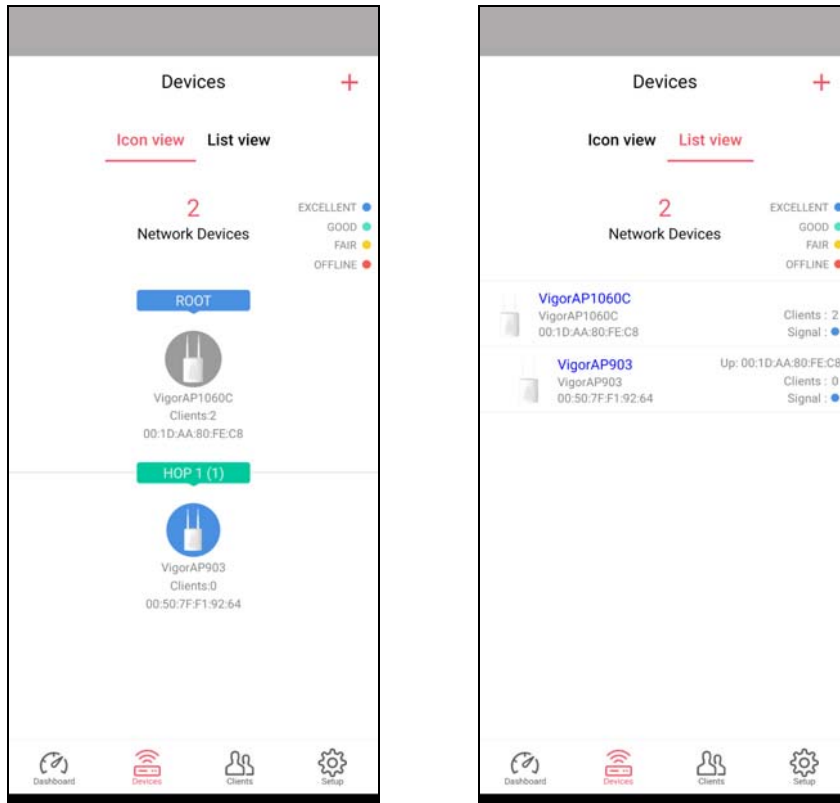 Devices
+
Icon view List view
2
Network Devices
EXCELLENT
GOOD
FAIR
OFFLINE
ROOT
VigorAP1060C
Clients:2
00:1D:AA:80:FE:C8
HOP 1 (1)
VigorAP903
Clients:0
00:50:7F:F1:92:64
Dashboard Devices Clients Setup
Devices
+
Icon view List view
2
Network Devices
EXCELLENT
GOOD
FAIR
OFFLINE
VigorAP1060C
VigorAP1060C
00:1D:AA:80:FE:C8
Clients : 2
Signal :
VigorAP903
VigorAP903
00:50:7F:F1:92:64
Up: 00:1D:AA:80:FE:C8
Clients : 0
Signal :
Dashboard Devices Clients Setup